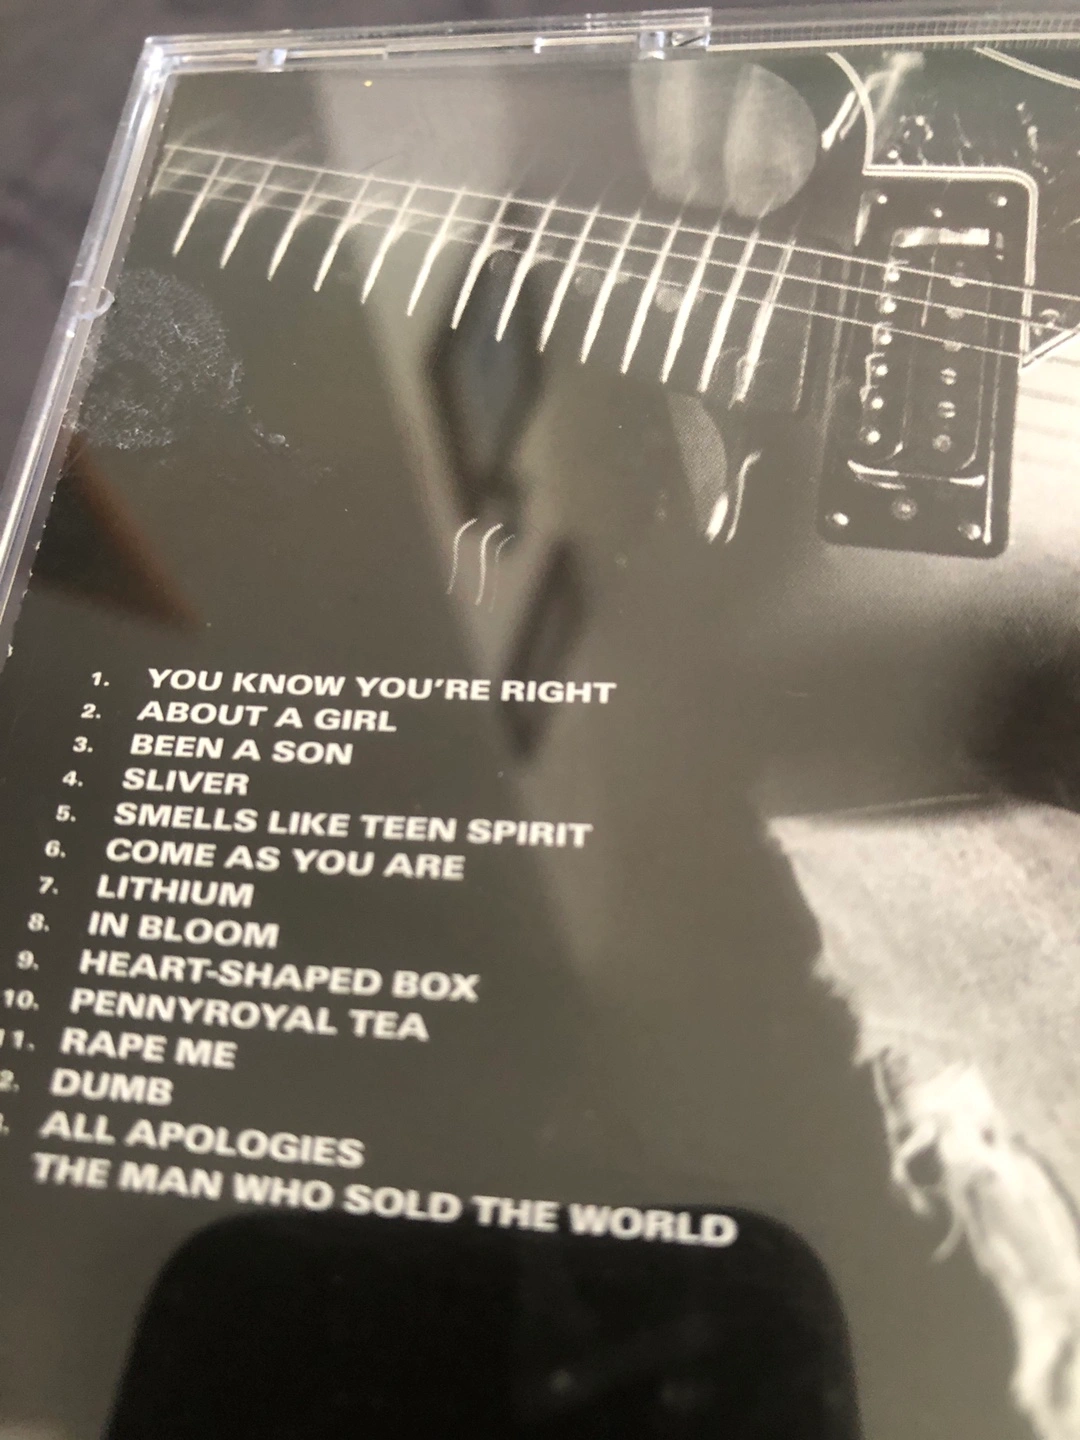 1. YOU KNOW YOU'RE RIGHT
2. ABOUT A GIRL
3. BEEN A SON
4. SLIVER
5. SMELLS LIKE TEEN SPIRIT
6. COME AS YOU ARE
7. LITHIUM
8. IN BLOOM
9. HEART-SHAPED BOX
10. PENNYROYAL TEA
11. RAPE ME
2. DUMB
ALL APOLOGIES
THE MAN WHO SOLD THE WORLD